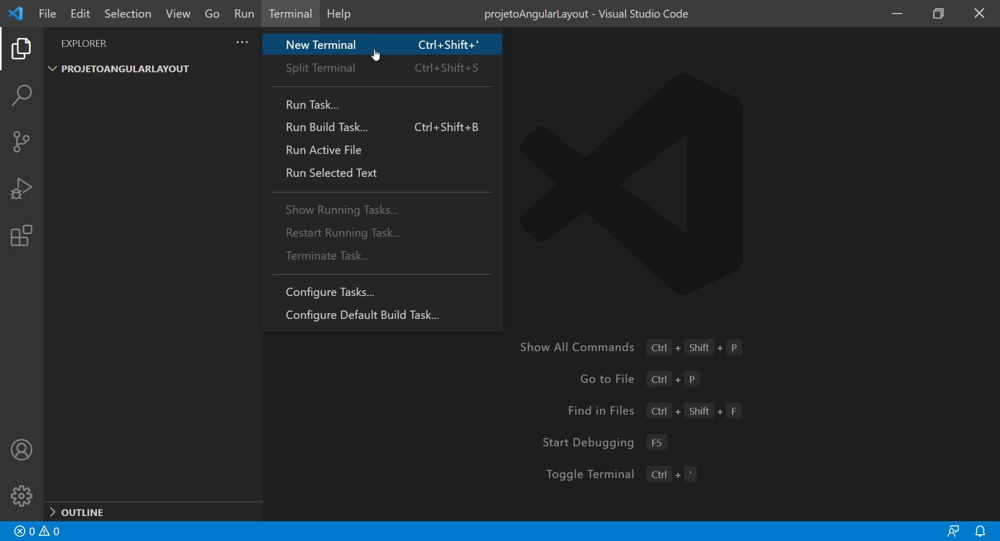 File Edit Selection View Go Run Terminal Help projetoAngularLayout - Visual Studio Code
EXPLORER
PROJETOANGULARLAYOUT
New Terminal Ctrl+Shift+'
Split Terminal Ctrl+Shift+5
Run Task...
Run Build Task... Ctrl+Shift+B
Run Active File
Run Selected Text
Show Running Tasks...
Restart Running Task...
Terminate Task...
Configure Tasks...
Configure Default Build Task...
Show All Commands Ctrl + Shift + P
Go to File Ctrl + P
Find in Files Ctrl + Shift + F
Start Debugging F5
Toggle Terminal Ctrl + '
OUTLINE
0 0